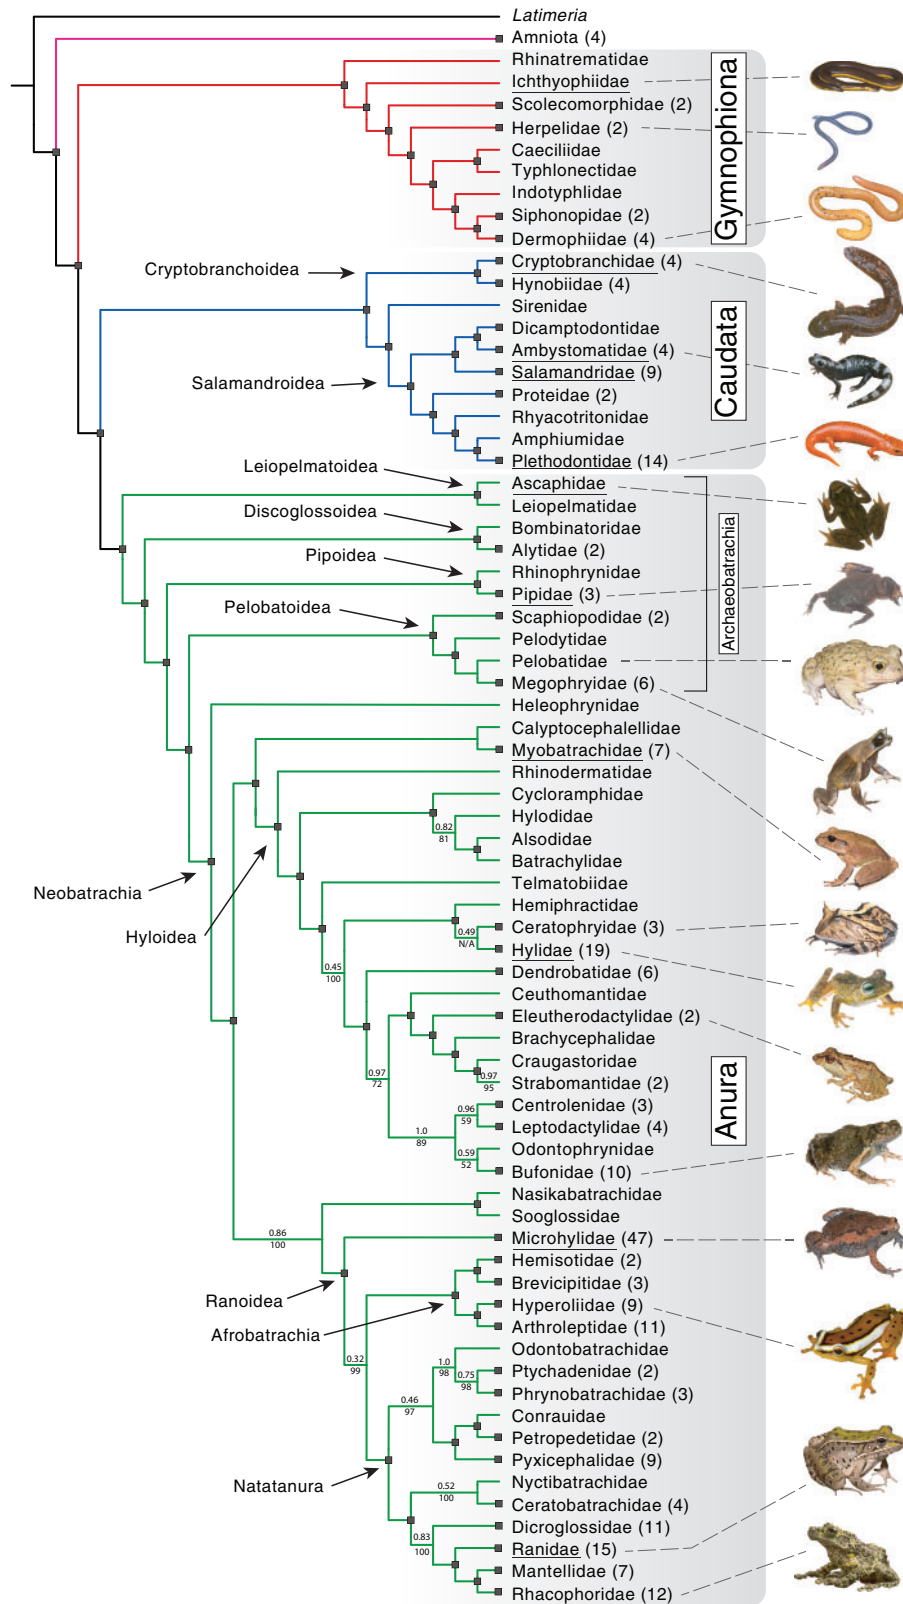 Latimeria
Amniota (4)
Rhinatrematidae
Ichthyophiidae
Scolecomorphidae (2)
Herpelidae (2)
Caeciliidae
Typhlonectidae
Indotyphlidae
Siphonopidae (2)
Dermophiidae (4)
Gymnophiona
Cryptobranchoidea
Cryptobranchidae (4)
Hynobiidae (4)
Sirenidae
Dicamptodontidae
Ambystomatidae (4)
Salamandridae (9)
Salamandroidea
Proteidae (2)
Rhyacotritonidae
Amphiumidae
Plethodontidae (14)
Caudata
Leiopelmatoidea
Ascaphidae
Leiopelmatidae
Discoglossoidea
Bombinatoridae
Alytidae (2)
Pipoidea
Rhinophrynidae
Pipidae (3)
Pelobatoidea
Scaphiopodidae (2)
Pelodytidae
Pelobatidae
Megophryidae (6)
Archaeobatrachia
Heleophrynidae
Calyptocephalellidae
Myobatrachidae (7)
Rhinodermatidae
Cycloramphidae
Hylodidae
0.82
81
Alsodidae
Batrachylidae
Neobatrachia
Telmatobiidae
Hyloidea
Hemiphractidae
Ceratophryidae (3)
0.49
N/A
Hylidae (19)
0.45
100
Dendrobatidae (6)
Ceuthomantidae
Eleutherodactylidae (2)
Brachycephalidae
Craugastoridae
0.97
95
Strabomantidae (2)
0.97
72
Centrolenidae (3)
0.96
59
Leptodactylidae (4)
1.0
89
Odontophrynidae
0.59
52
Bufonidae (10)
Anura
Nasikabatrachidae
Sooglossidae
0.86
100
Microhylidae (47)
Hemisotidae (2)
Brevicipitidae (3)
Ranoidea
Hyperoliidae (9)
Afrobatrachia
Arthroleptidae (11)
Odontobatrachidae
0.32
99
1.0
98
Ptychadenidae (2)
0.75
98
Phrynobatrachidae (3)
0.46
97
Conrauidae
Petropedetidae (2)
Pyxicephalidae (9)
Natatanura
Nyctibatrachidae
0.52
100
Ceratobatrachidae (4)
Dicroglossidae (11)
0.83
100
Ranidae (15)
Mantellidae (7)
Rhacophoridae (12)